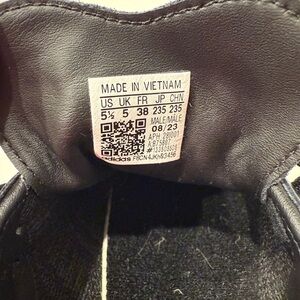 MADE IN VIETNAM
US UK FR JP CHN
5½ 5 38 235 235
MALE/MALE
08/23
APH
adidas